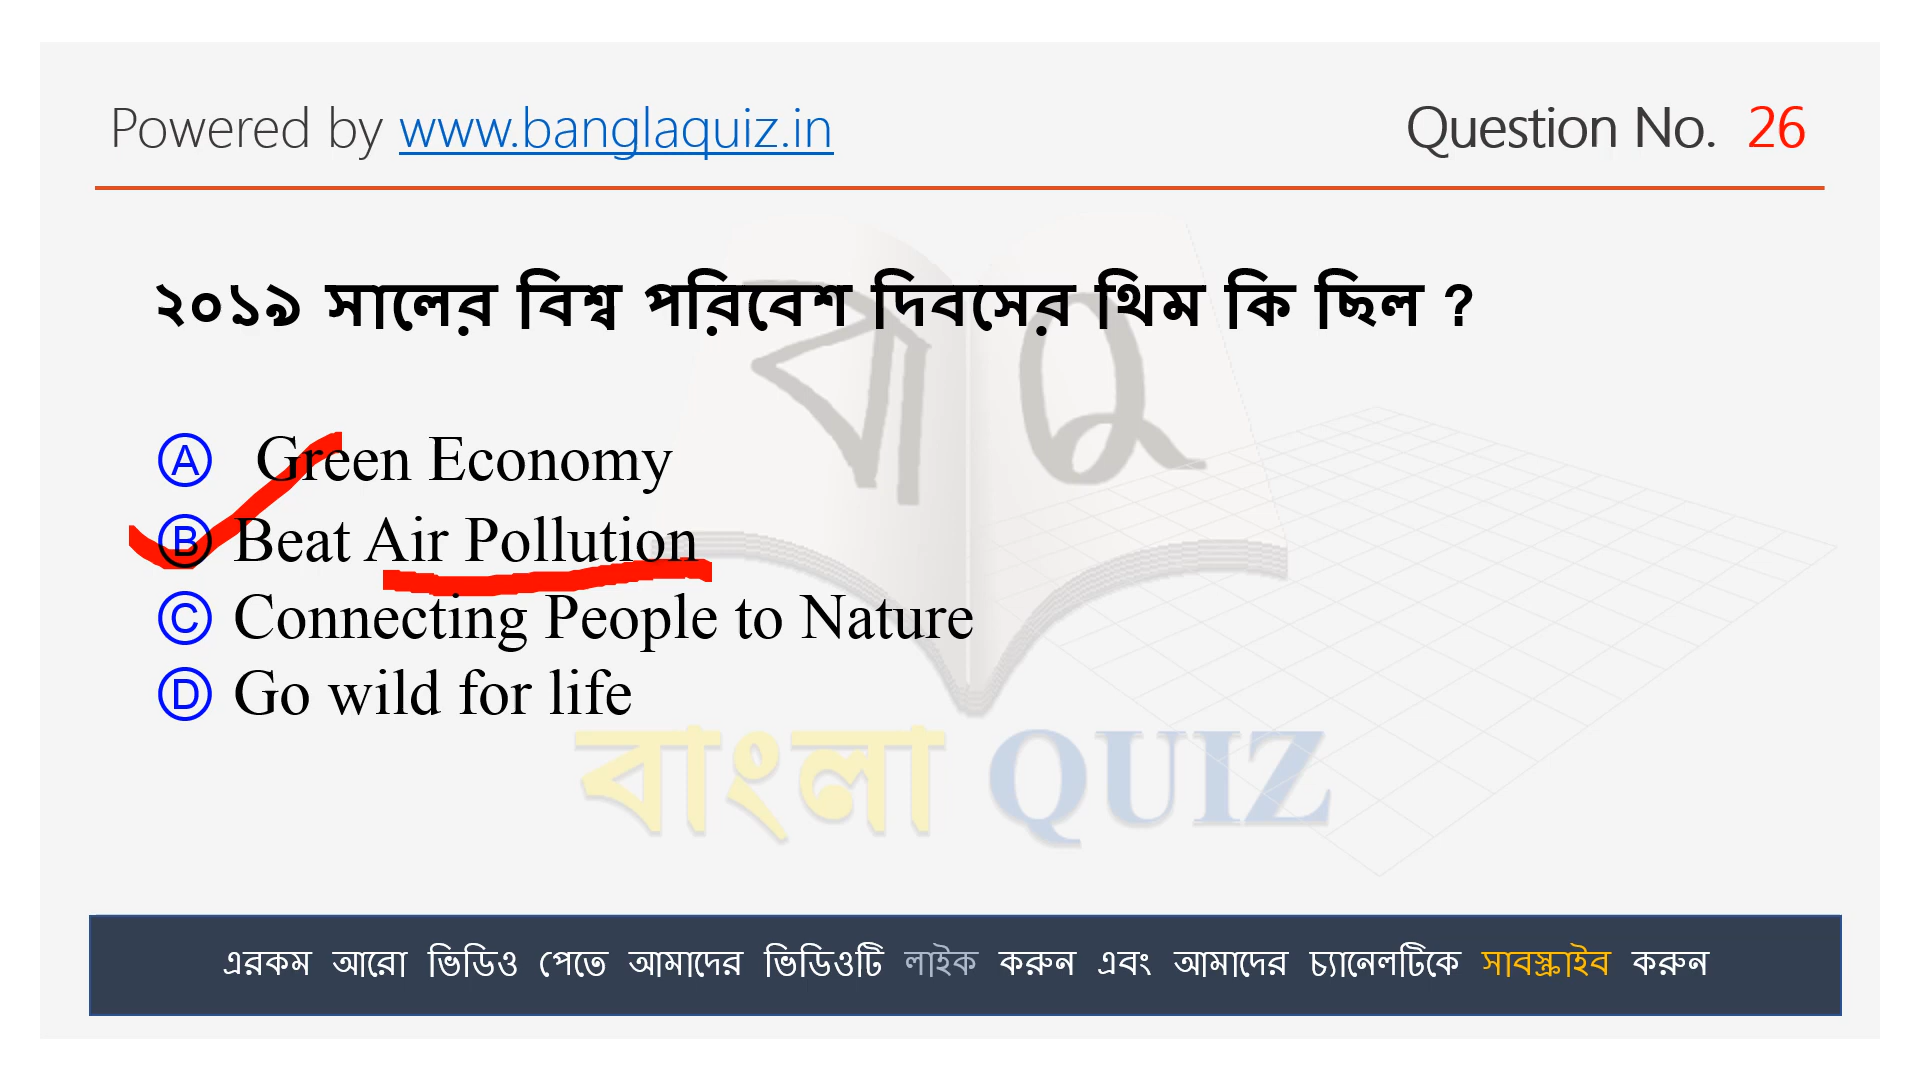 Powered by www.banglaquiz.in
Question No. 26
২০১৯ সালের বিশ্ব পরিবেশ দিবসের থিম কি ছিল ?
Ⓐ Green Economy
Ⓑ Beat Air Pollution
Ⓒ Connecting People to Nature
Ⓓ Go wild for life
বা Q
বাংলা QUIZ
এরকম আরো ভিডিও পেতে আমাদের ভিডিওটি লাইক করুন এবং আমাদের চ্যানেলটিকে সাবস্ক্রাইব করুন